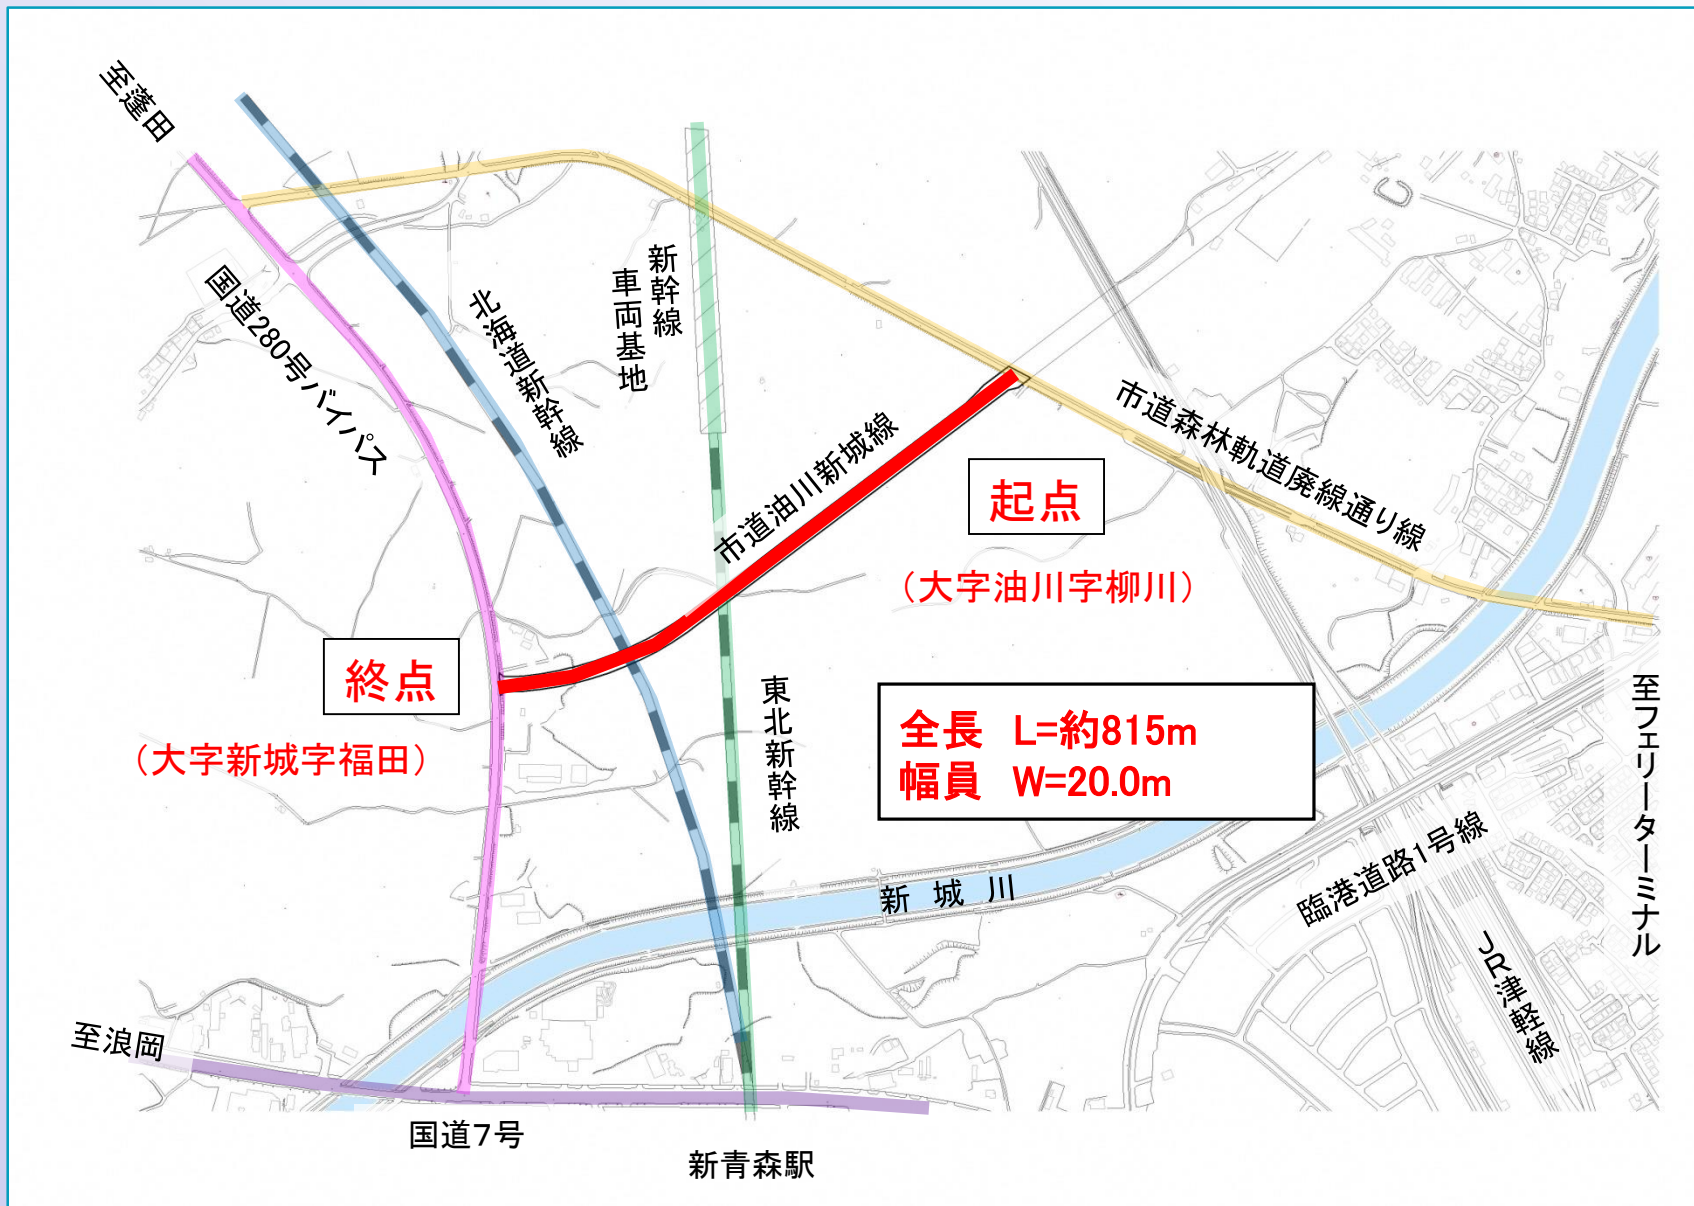 至蓬田
国道280号バイパス
北海道新幹線
新幹線
車両基地
市道油川新城線
市道森林軌道廃線通り線
起点
（大字油川字柳川）
終点
（大字新城字福田）
東北新幹線
全長　L=約815m
幅員　W=20.0m
至フェリーターミナル
新城川
臨港道路1号線
JR津軽線
至浪岡
国道7号
新青森駅